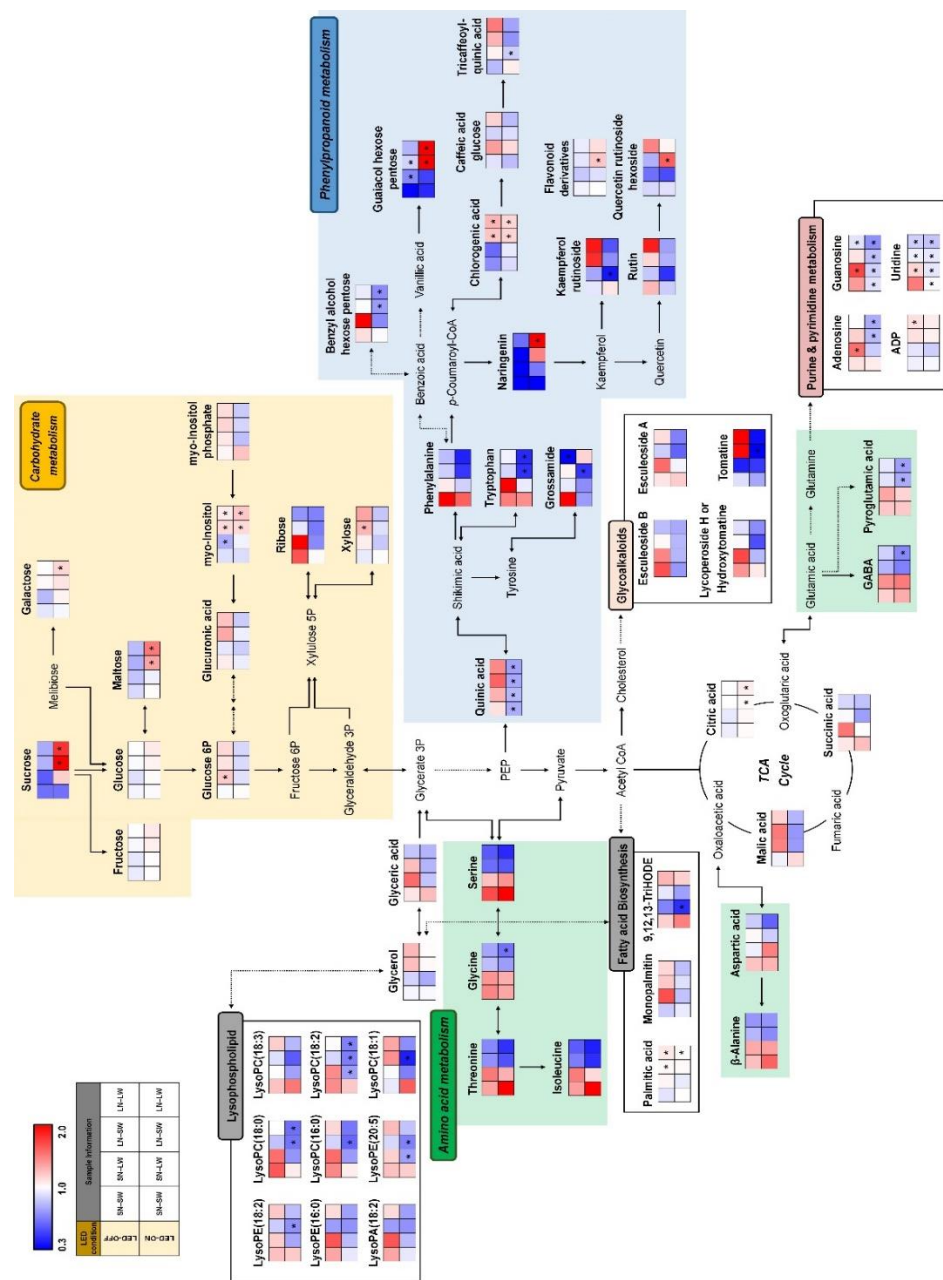 LED condition
Sample Information
LED-OFF
SN-SW
SN-LW
LN-SW
LN-LW
LED-ON
SN-SW
SN-LW
LN-SW
LN-LW
0.3
1.0
2.0
Carbohydrate metabolism
Sucrose
Galactose
Melibiose
Fructose
Glucose
Maltose
myo-Inositol phosphate
myo-Inositol
Glucuronic acid
Glucose 6P
Ribose
Xylose
Xylulose 5P
Fructose 6P
Glyceraldehyde 3P
Phenylpropanoid metabolism
Benzyl alcohol hexose pentose
Guaiacol hexose pentose
Benzoic acid
Vanillic acid
Tricaffeoyl-quinic acid
Caffeic acid glucose
Chlorogenic acid
p-Coumaroyl-CoA
Phenylalanine
Naringenin
Flavonoid derivatives
Kaempferol rutinoside
Kaempferol
Quercetin rutinoside hexoside
Rutin
Quercetin
Tryptophan
Grossamide
Shikimic acid
Tyrosine
Quinic acid
Lysophospholipid
LysoPE(18:2)
LysoPC(18:0)
LysoPC(18:3)
LysoPE(16:0)
LysoPC(16:0)
LysoPC(18:2)
LysoPA(18:2)
LysoPE(20:5)
LysoPC(18:1)
Glycerol
Glyceric acid
Glycerate 3P
PEP
Pyruvate
Acetyl CoA
Amino acid metabolism
Threonine
Glycine
Serine
Isoleucine
Fatty acid Biosynthesis
Palmitic acid
Monopalmitin
9,12,13-TriHODE
Cholesterol
Glycoalkaloids
Esculeoside B
Esculeoside A
Lycoperoside H or Hydroxytomatine
Tomatine
TCA Cycle
Oxaloacetic acid
Citric acid
Malic acid
Oxoglutaric acid
Fumaric acid
Succinic acid
β-Alanine
Aspartic acid
Glutamic acid
Glutamine
GABA
Pyroglutamic acid
Purine & pyrimidine metabolism
Adenosine
Guanosine
ADP
Uridine